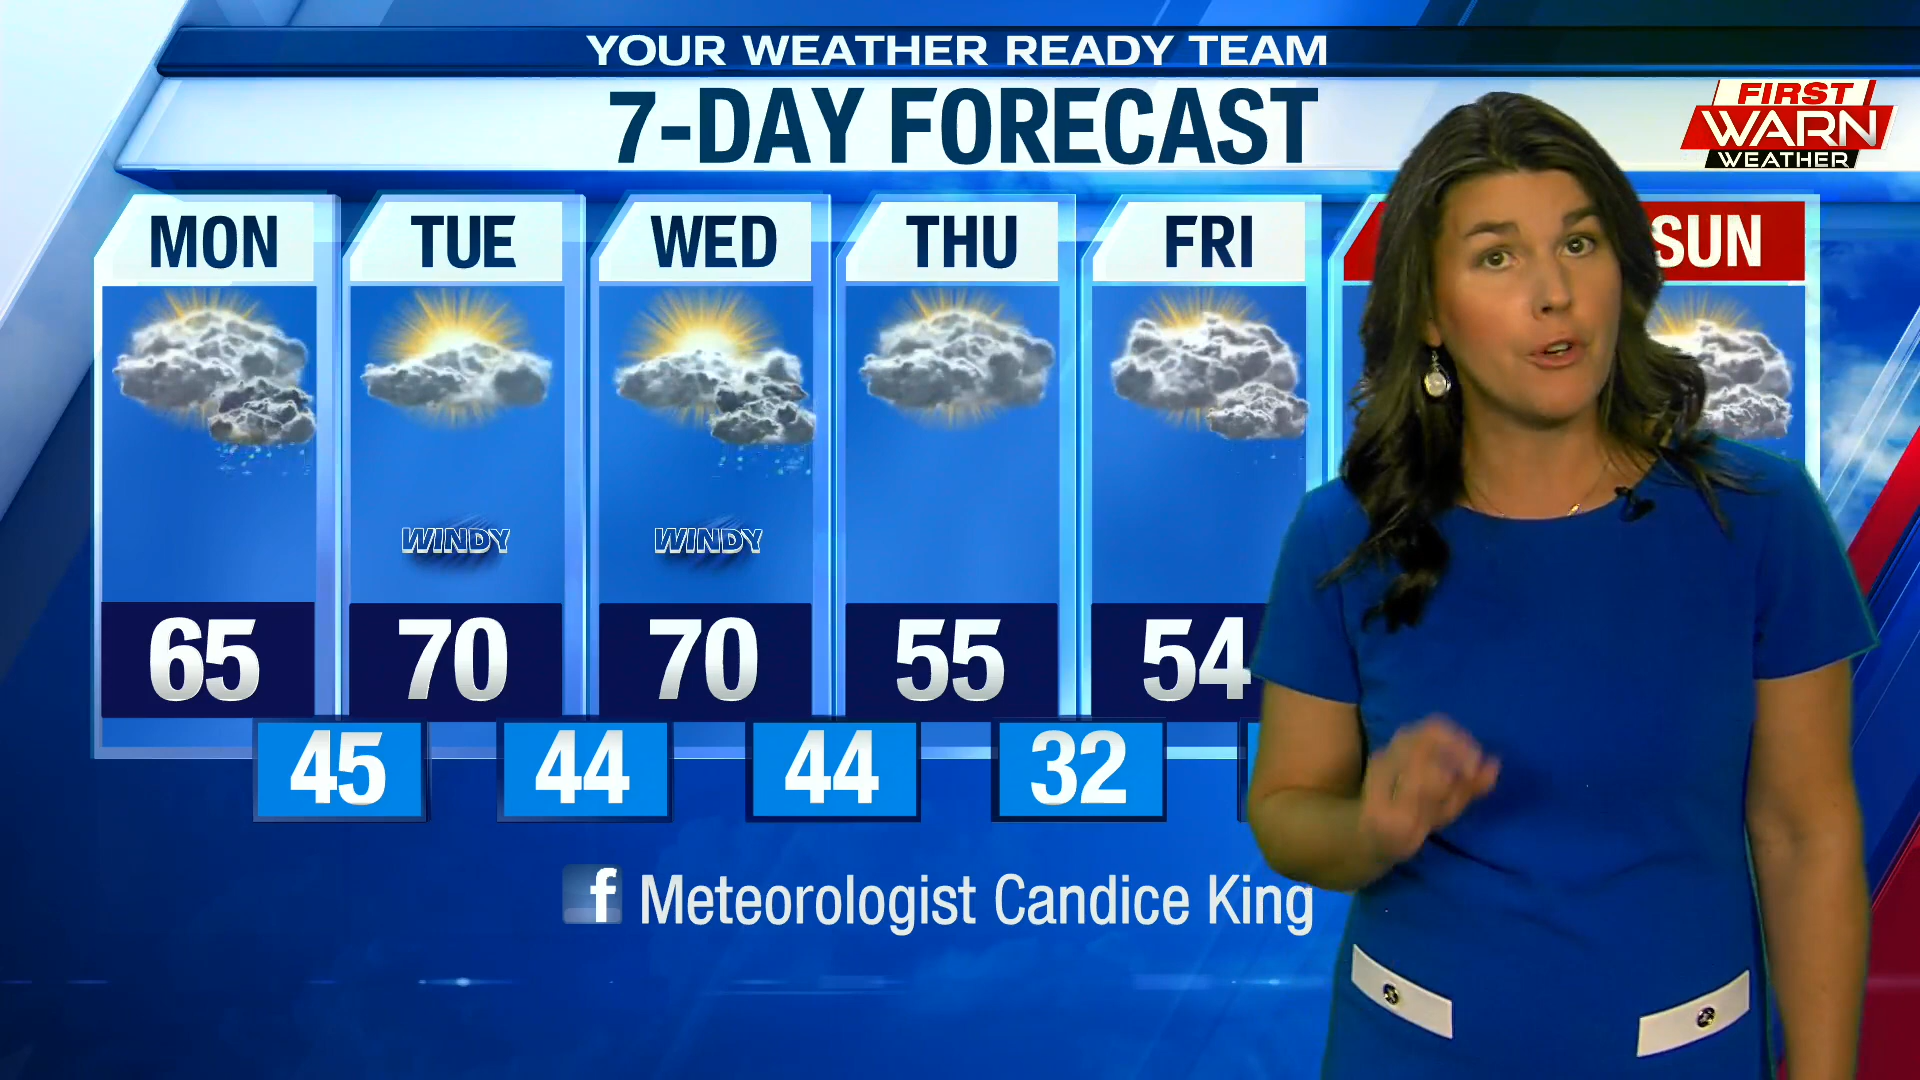 YOUR WEATHER READY TEAM
7-DAY FORECAST
FIRST
WARN
WEATHER
MON TUE WED THU FRI SUN
WINDY WINDY
65 70 70 55 54
45 44 44 32
f Meteorologist Candice King